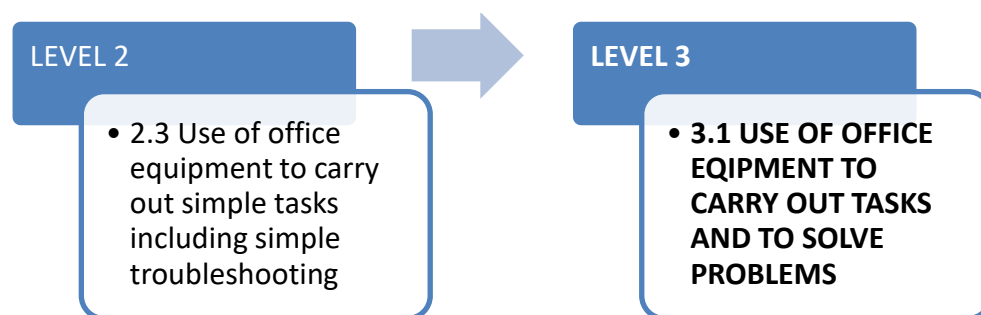 LEVEL 2
• 2.3 Use of office
equipment to carry
out simple tasks
including simple
troubleshooting
LEVEL 3
• 3.1 USE OF OFFICE
EQIPMENT TO
CARRY OUT TASKS
AND TO SOLVE
PROBLEMS